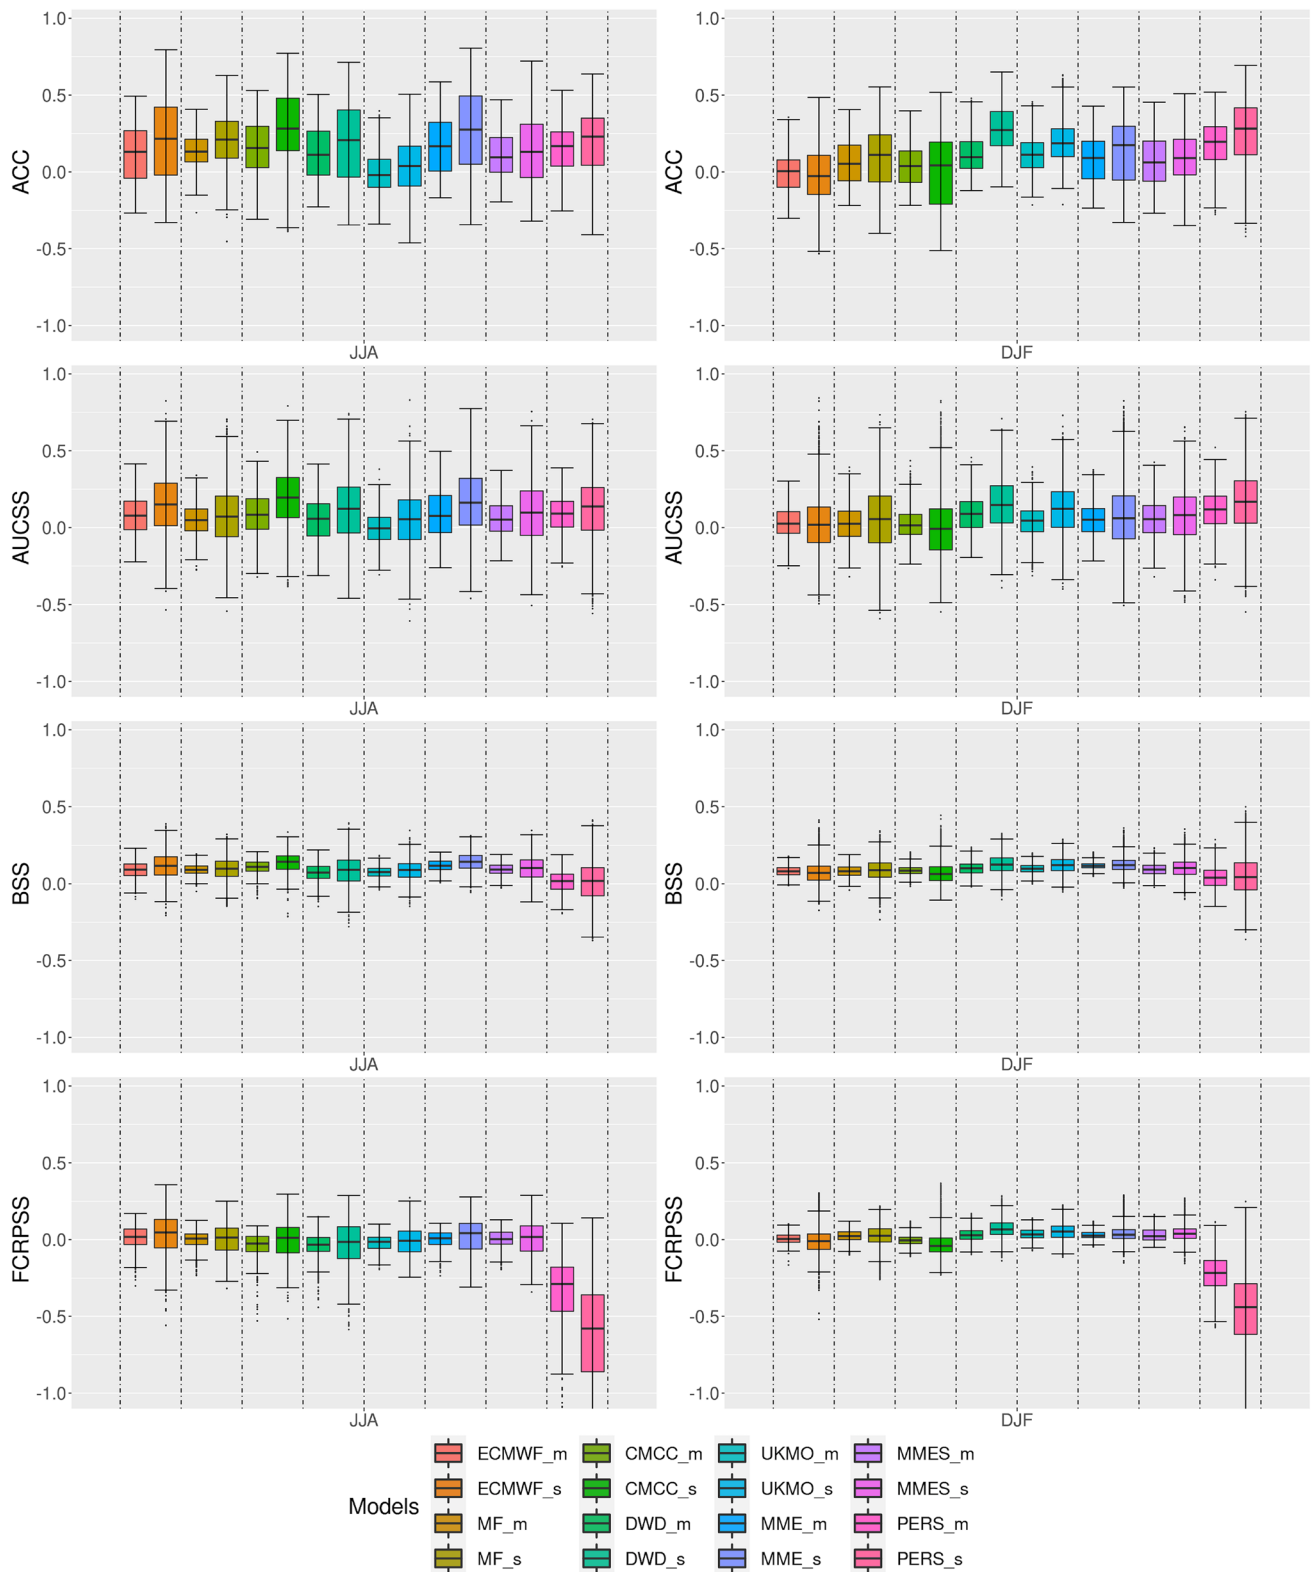 1.0
0.5
0.0
-0.5
-1.0
ACC
JJA
1.0
0.5
0.0
-0.5
-1.0
ACC
DJF
1.0
0.5
0.0
-0.5
-1.0
AUCSS
JJA
1.0
0.5
0.0
-0.5
-1.0
AUCSS
DJF
1.0
0.5
0.0
-0.5
-1.0
BSS
JJA
1.0
0.5
0.0
-0.5
-1.0
BSS
DJF
1.0
0.5
0.0
-0.5
-1.0
FCRPSS
JJA
1.0
0.5
0.0
-0.5
-1.0
FCRPSS
DJF
Models
ECMWF_m
ECMWF_s
MF_m
MF_s
CMCC_m
CMCC_s
DWD_m
DWD_s
UKMO_m
UKMO_s
MME_m
MME_s
MMES_m
MMES_s
PERS_m
PERS_s